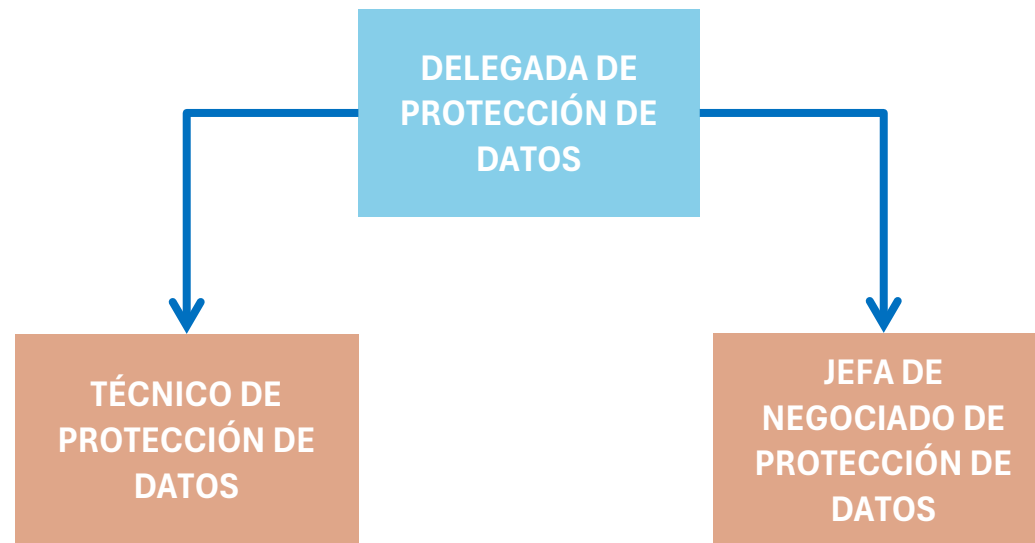 DELEGADA DE
PROTECCIÓN DE
DATOS
TÉCNICO DE
PROTECCIÓN DE
DATOS
JEFA DE
NEGOCIADO DE
PROTECCIÓN DE
DATOS